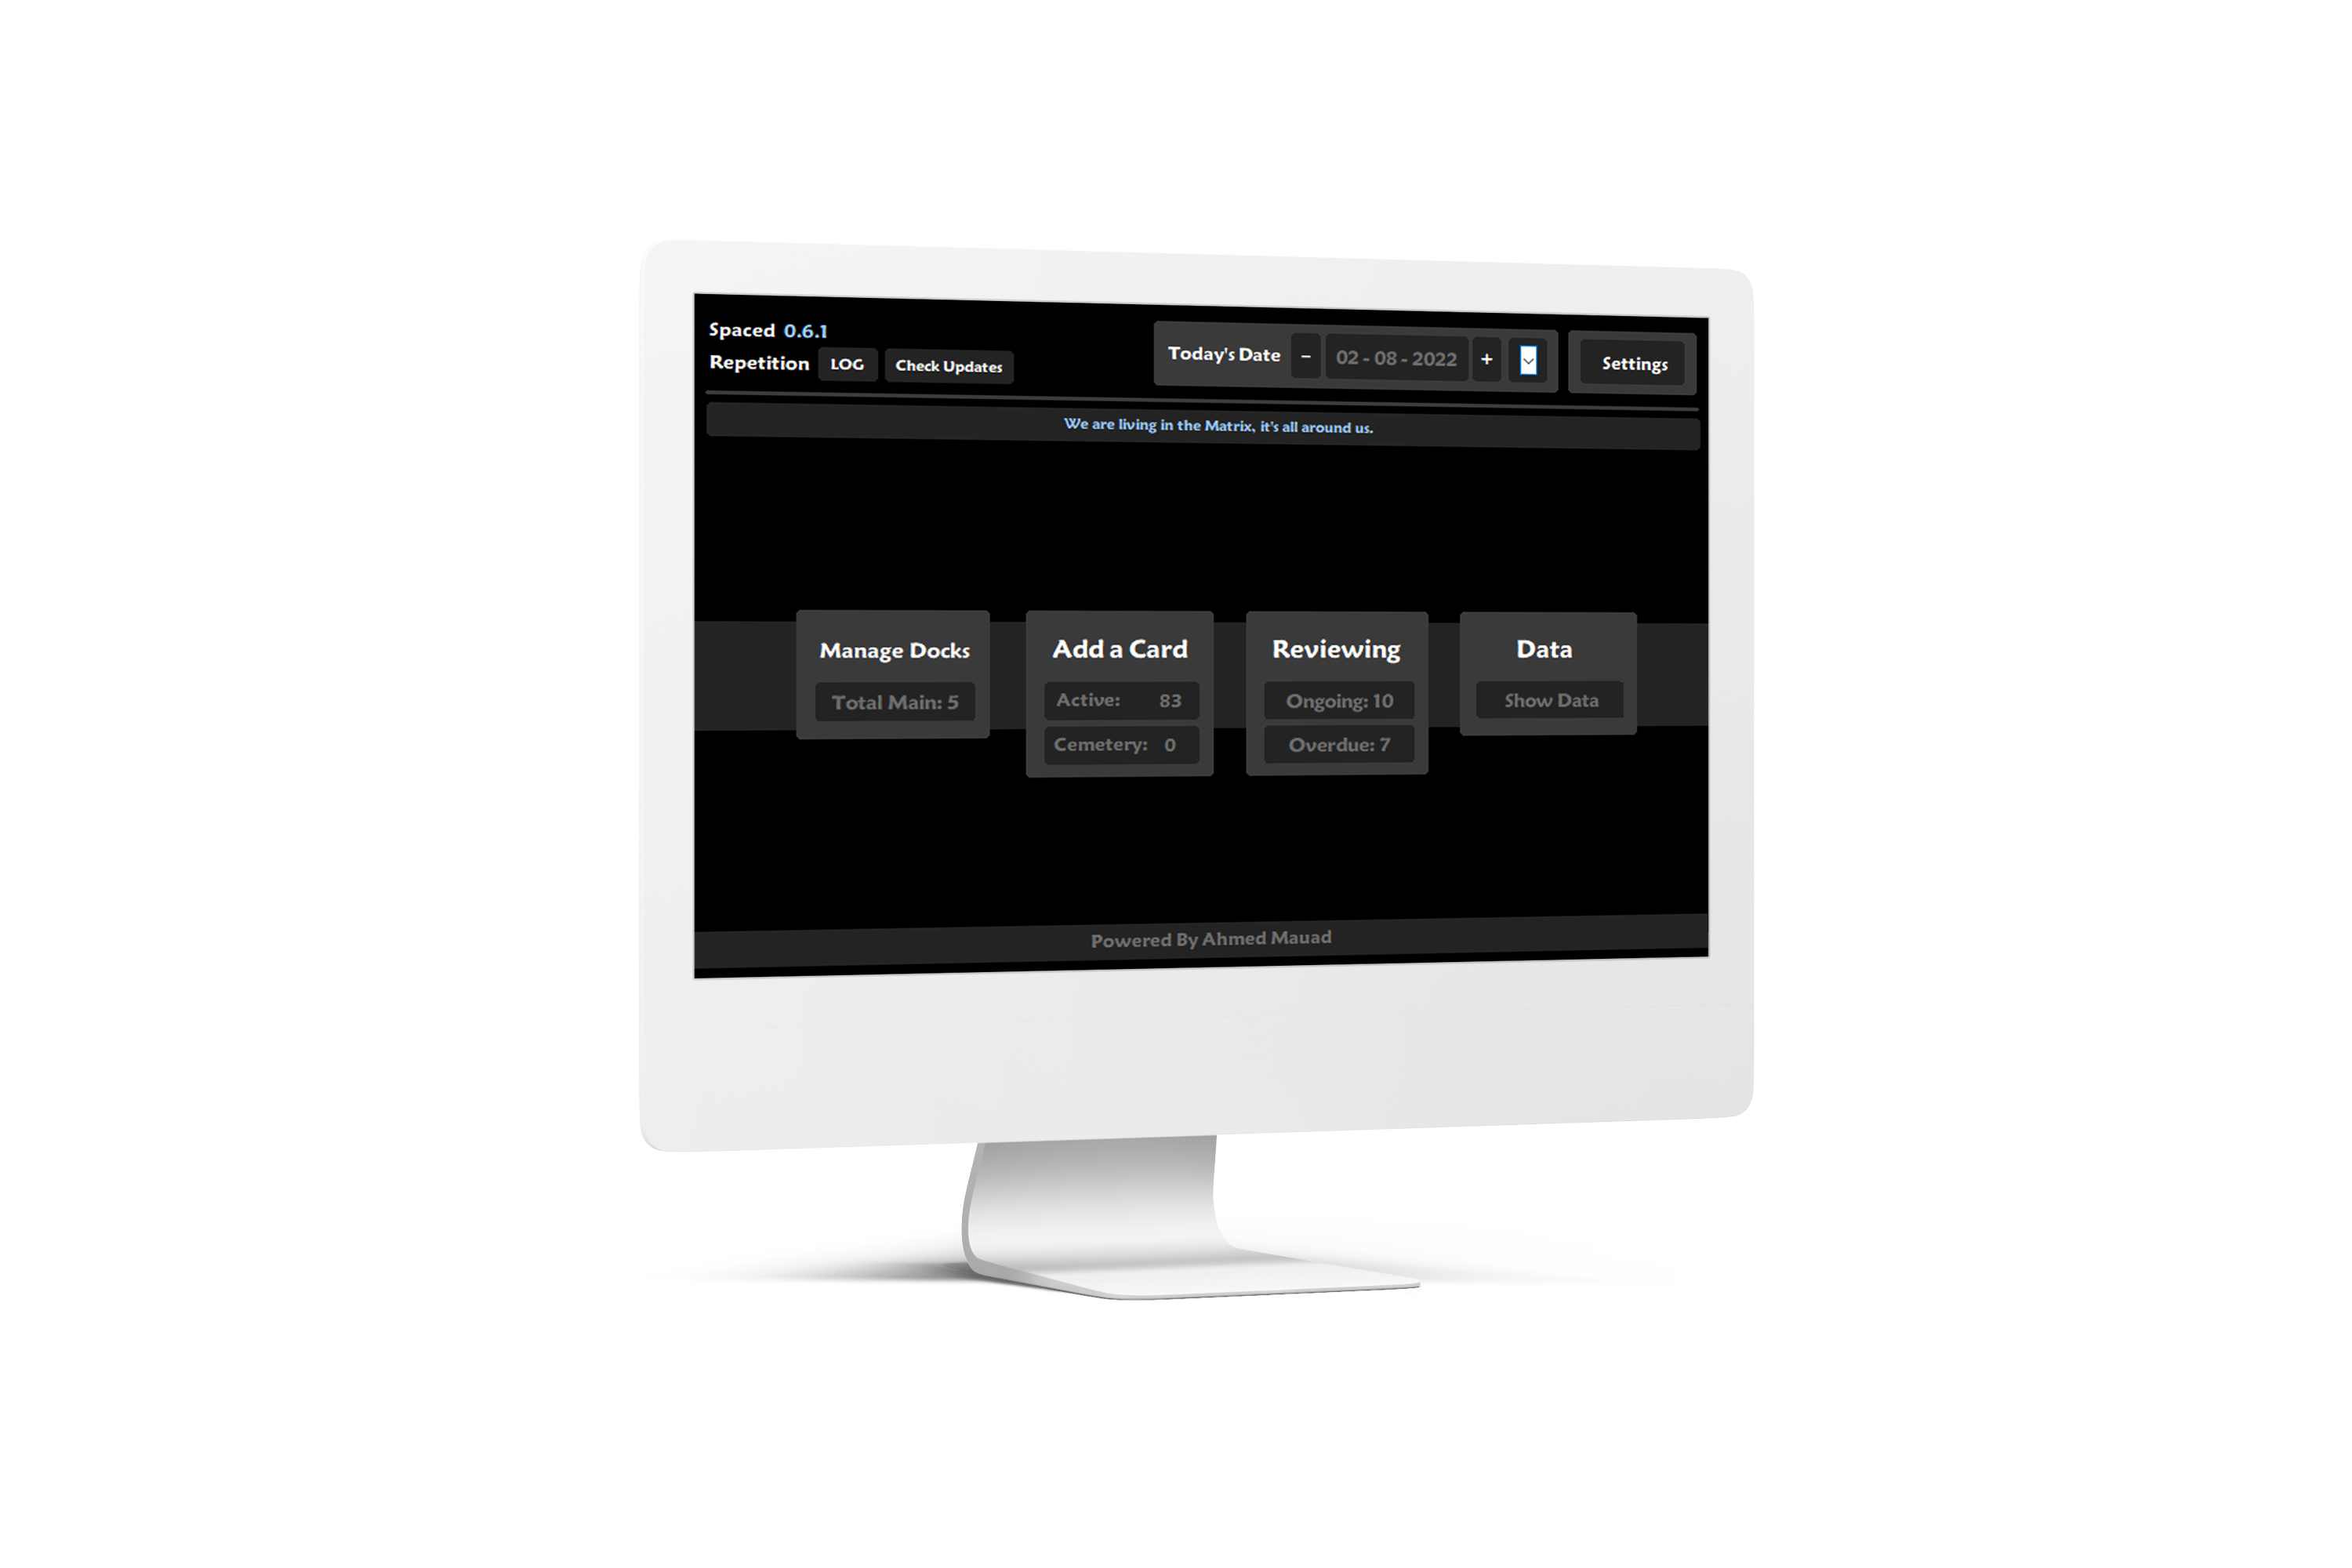 Spaced 0.6.1
Repetition LOG Check Updates
Today's Date - 02 - 08 - 2022 + Settings
We are living in the Matrix, it's all around us.
Manage Docks
Total Main: 5
Add a Card
Active: 83
Cemetery: 0
Reviewing
Ongoing: 10
Overdue: 7
Data
Show Data
Powered By Ahmed Mauad